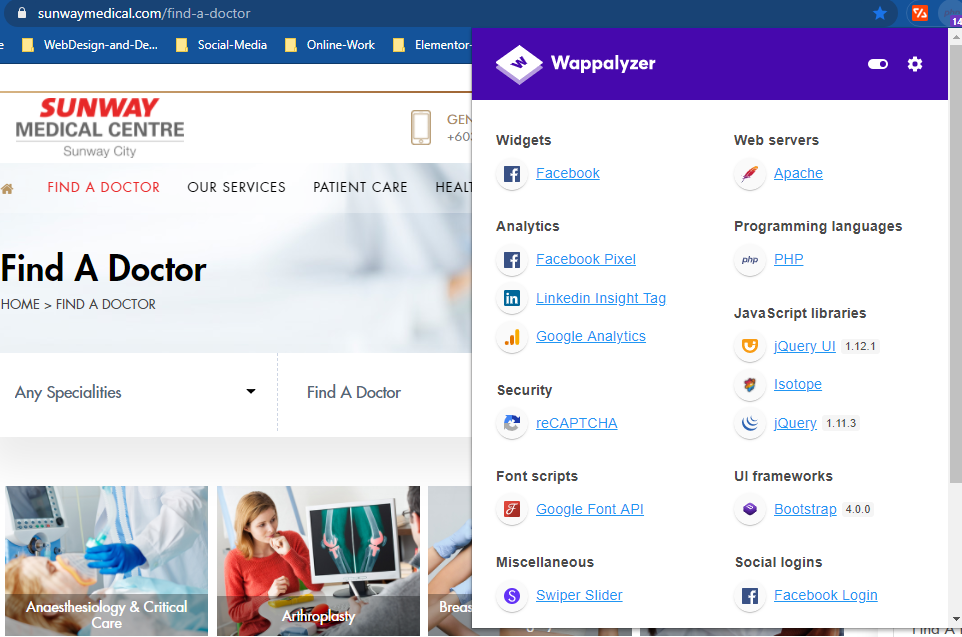 sunwaymedical.com/find-a-doctor
14
WebDesign-and-De... Social-Media Online-Work Elementor-
SUNWAY
MEDICAL CENTRE
Sunway City
GEN
+60
FIND A DOCTOR OUR SERVICES PATIENT CARE HEALT
Find A Doctor
HOME > FIND A DOCTOR
Any Specialities
Find A Doctor
Anaesthesiology & Critical
Care
Arthroplasty
Breas
Wappalyzer
Widgets
Facebook
Analytics
Facebook Pixel
Linkedin Insight Tag
Google Analytics
Security
reCAPTCHA
Font scripts
Google Font API
Miscellaneous
Swiper Slider
Web servers
Apache
Programming languages
php PHP
JavaScript libraries
jQuery UI 1.12.1
Isotope
jQuery 1.11.3
UI frameworks
Bootstrap 4.0.0
Social logins
Facebook Login